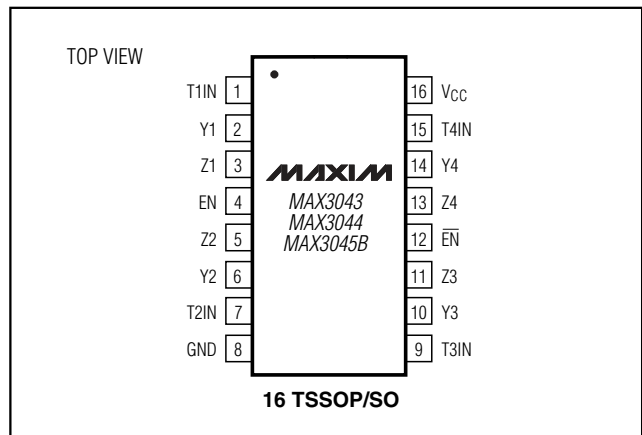 TOP VIEW
T1IN 1
Y1 2
Z1 3
EN 4
Z2 5
Y2 6
T2IN 7
GND 8
MAXIM
MAX3043
MAX3044
MAX3045B
16 VCC
15 T4IN
14 Y4
13 Z4
12 E̅N̅
11 Z3
10 Y3
9 T3IN
16 TSSOP/SO